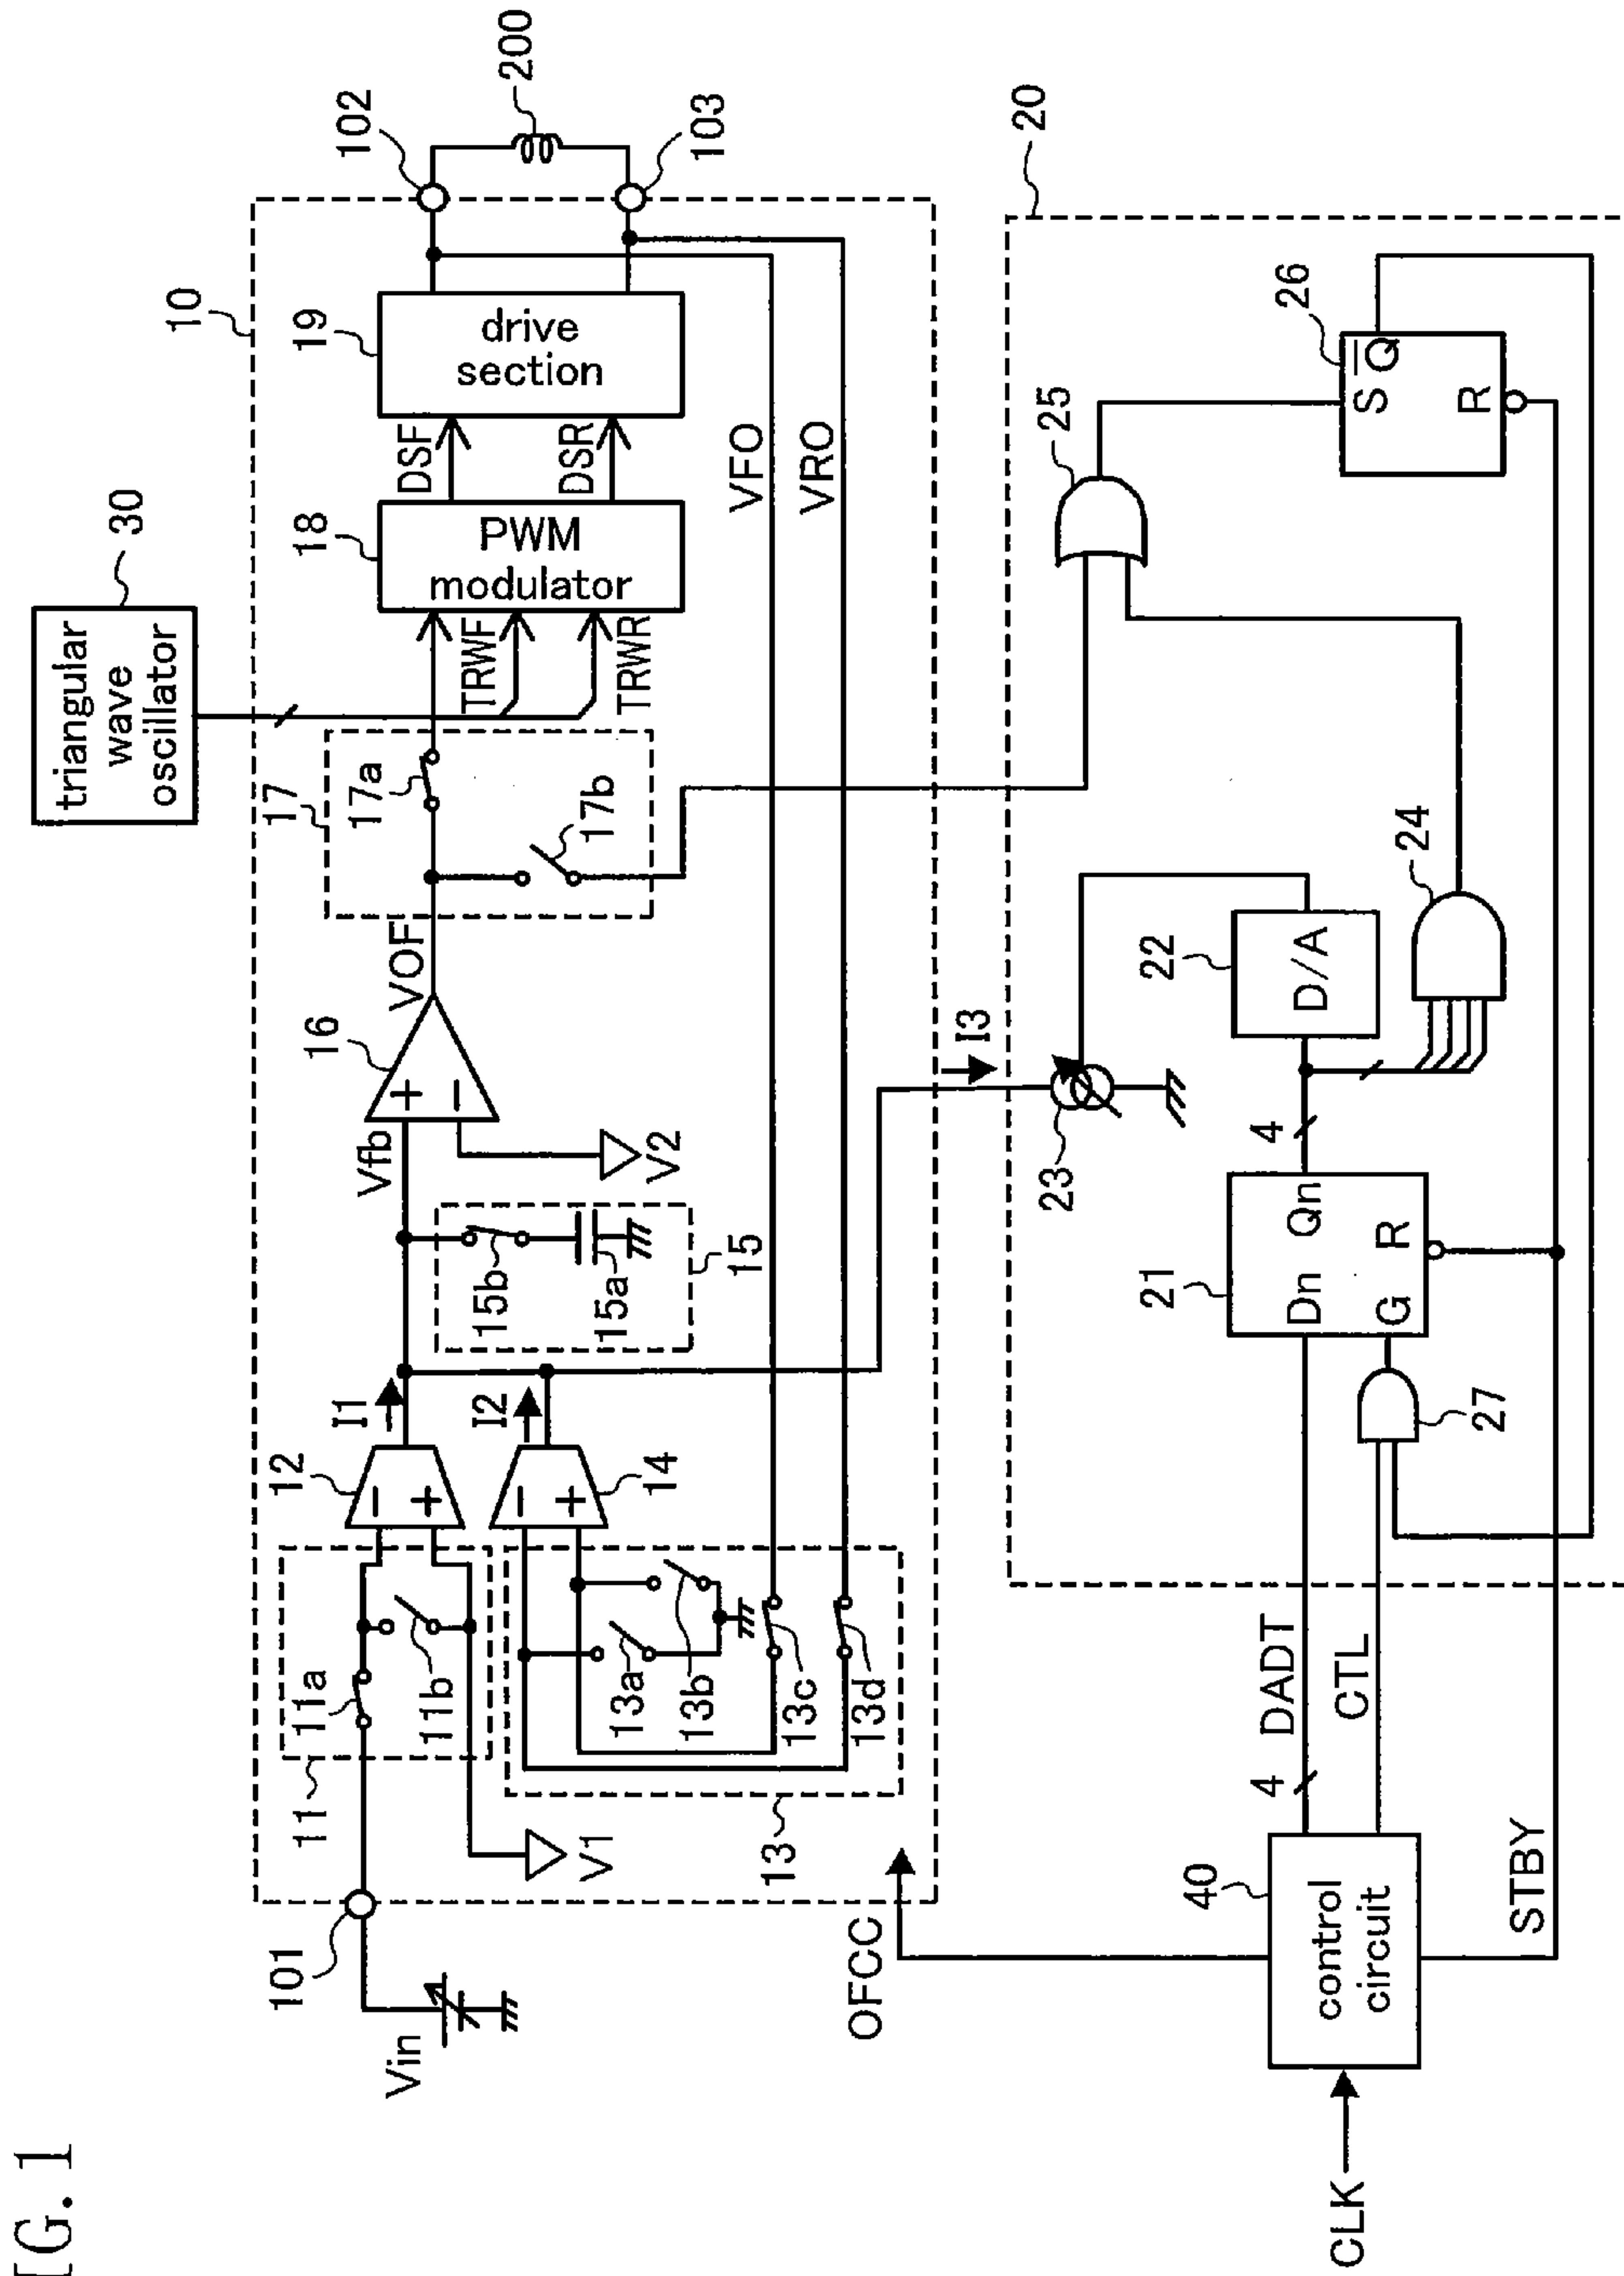 IG. 1
triangular
wave
oscillator
30
10
101
Vin
11
11a
11b
V1
12
I1
13
13a
13b
13c
13d
14
I2
15
15a
15b
Vfb
16
+
−
V2
VOF
17
17a
17b
TRWF
TRWR
18
PWM
modulator
DSF
DSR
19
drive
section
102
103
200
VFO
VRO
−
+
−
+
I3
20
OFCC
CLK
40
control
circuit
4
DADT
CTL
STBY
27
21
Dn
Qn
G
R
4
23
22
D/A
24
25
26
S
Q
R